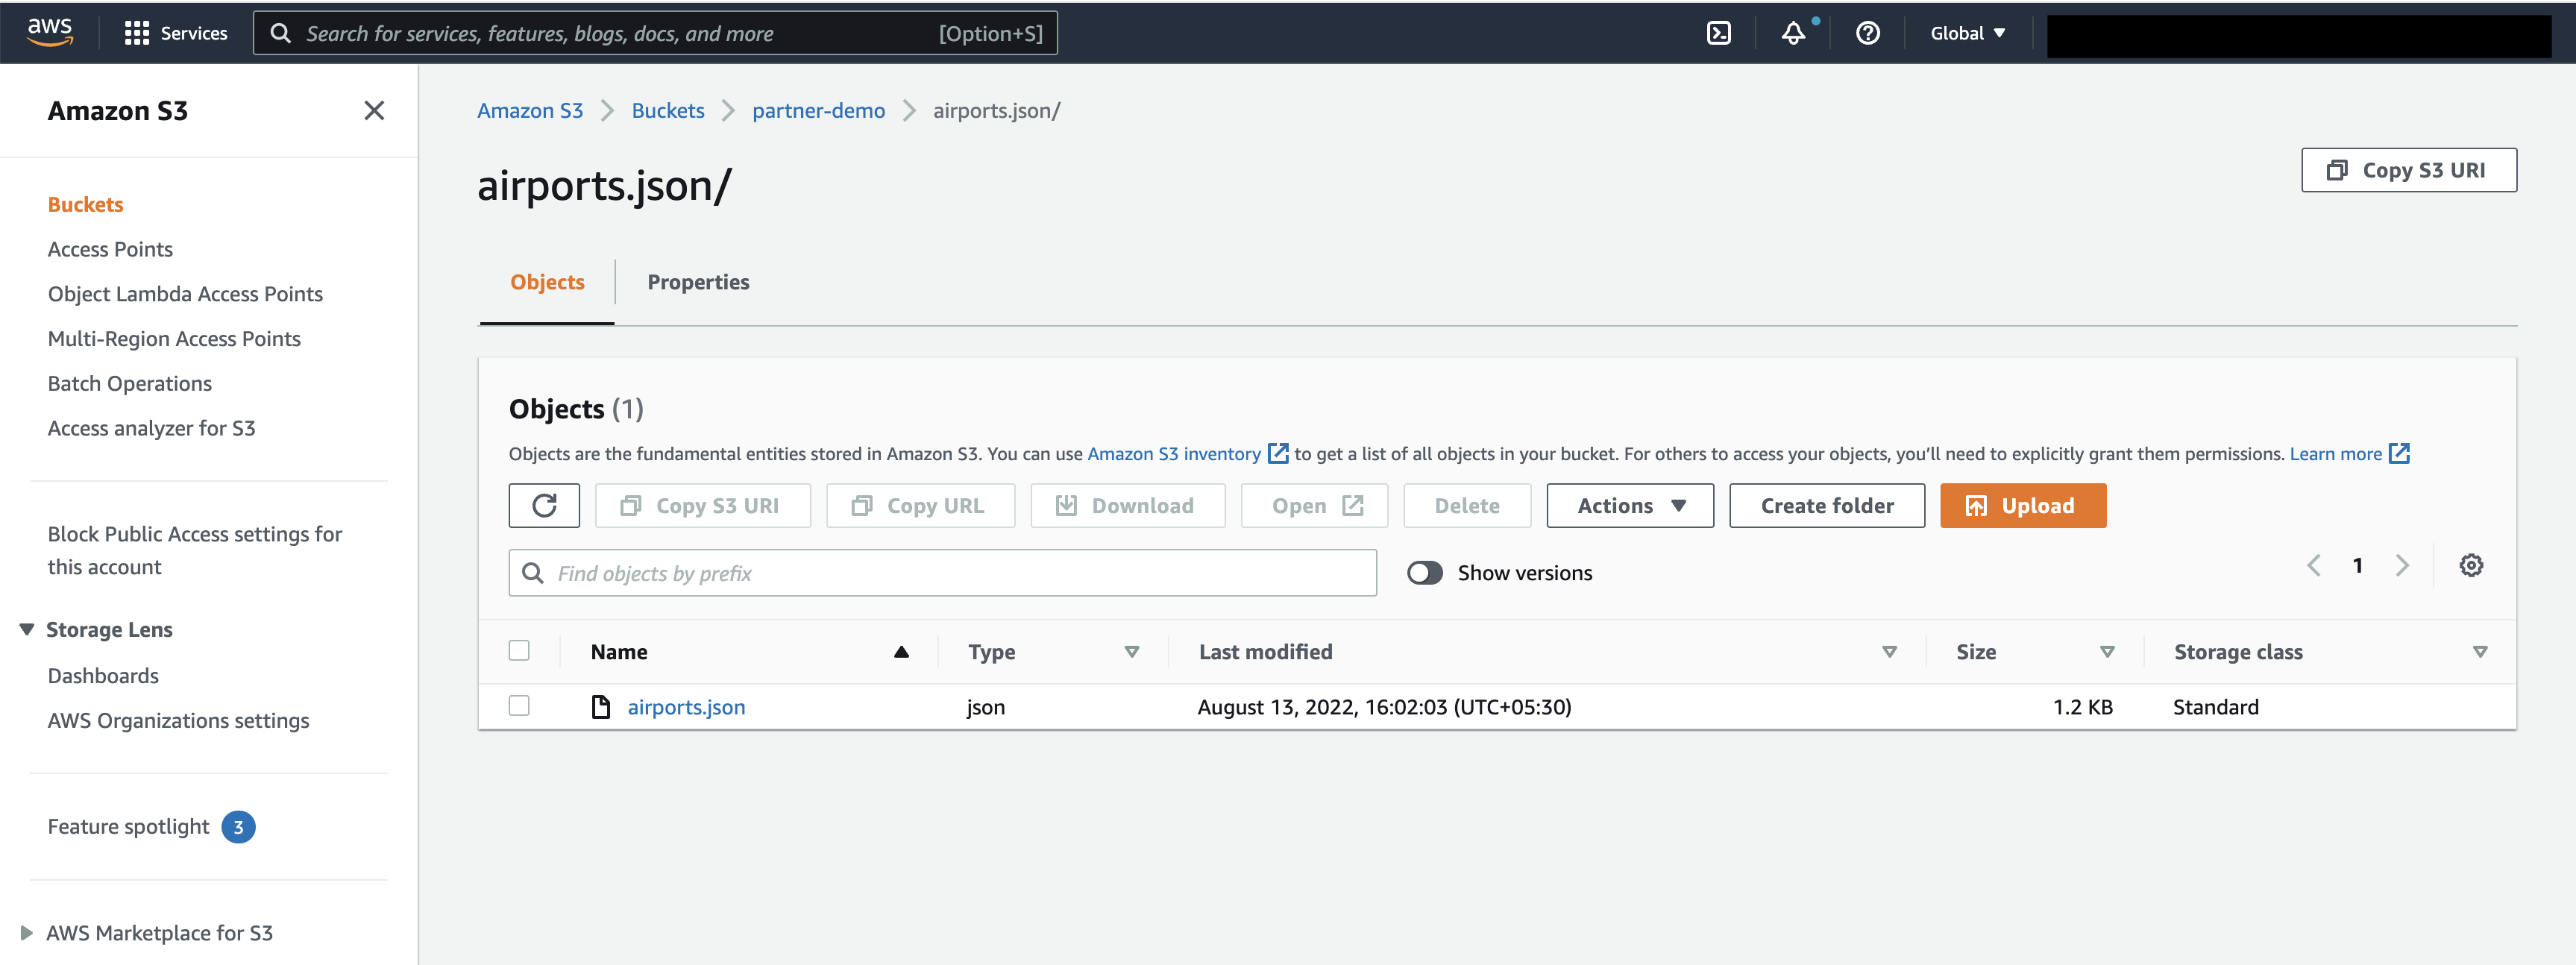 aws
Services
Search for services, features, blogs, docs, and more
[Option+S]
Global
Amazon S3
Buckets
Access Points
Object Lambda Access Points
Multi-Region Access Points
Batch Operations
Access analyzer for S3
Block Public Access settings for
this account
Storage Lens
Dashboards
AWS Organizations settings
Feature spotlight 3
AWS Marketplace for S3
Amazon S3 > Buckets > partner-demo > airports.json/
airports.json/
Copy S3 URI
Objects
Properties
Objects (1)
Objects are the fundamental entities stored in Amazon S3. You can use Amazon S3 inventory to get a list of all objects in your bucket. For others to access your objects, you'll need to explicitly grant them permissions. Learn more
Copy S3 URI
Copy URL
Download
Open
Delete
Actions
Create folder
Upload
Find objects by prefix
Show versions
1
Name
Type
Last modified
Size
Storage class
airports.json
json
August 13, 2022, 16:02:03 (UTC+05:30)
1.2 KB
Standard